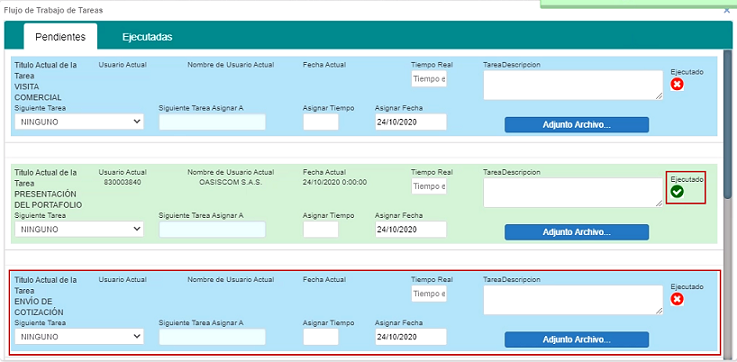 Flujo de Trabajo de Tareas
Pendientes Ejecutadas
Titulo Actual de la Tarea Usuario Actual Nombre de Usuario Actual Fecha Actual Tiempo Real TareaDescripcion Ejecutado
VISITA COMERCIAL Tiempo e
Siguiente Tarea Siguiente Tarea Asignar A Asignar Tiempo Asignar Fecha
NINGUNO 24/10/2020 Adjunto Archivo...
Titulo Actual de la Tarea Usuario Actual Nombre de Usuario Actual Fecha Actual Tiempo Real TareaDescripcion Ejecutado
PRESENTACIÓN DEL PORTAFOLIO 830003840 OASISCOM S.A.S. 24/10/2020 0:00:00 Tiempo e
Siguiente Tarea Siguiente Tarea Asignar A Asignar Tiempo Asignar Fecha
NINGUNO 24/10/2020 Adjunto Archivo...
Titulo Actual de la Tarea Usuario Actual Nombre de Usuario Actual Fecha Actual Tiempo Real TareaDescripcion Ejecutado
ENVÍO DE COTIZACIÓN Tiempo e
Siguiente Tarea Siguiente Tarea Asignar A Asignar Tiempo Asignar Fecha
NINGUNO 24/10/2020 Adjunto Archivo...